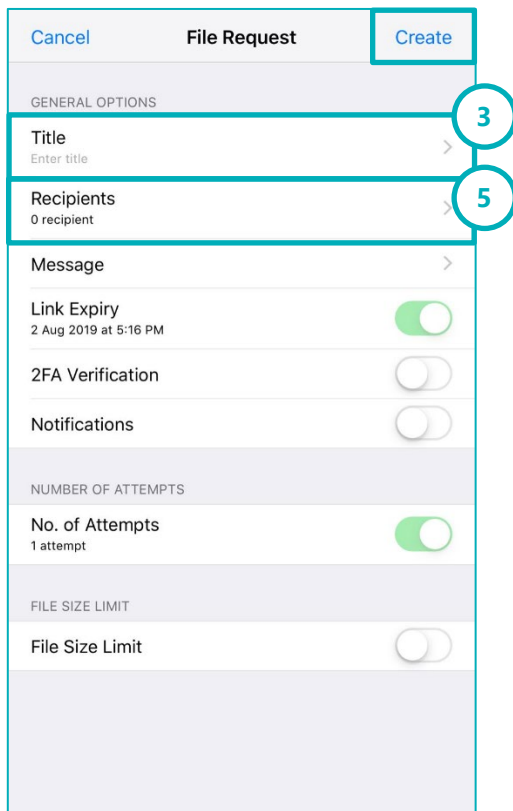 Cancel File Request Create
GENERAL OPTIONS
3
Title
Enter title
5
Recipients
0 recipient
Message
Link Expiry
2 Aug 2019 at 5:16 PM
2FA Verification
Notifications
NUMBER OF ATTEMPTS
No. of Attempts
1 attempt
FILE SIZE LIMIT
File Size Limit